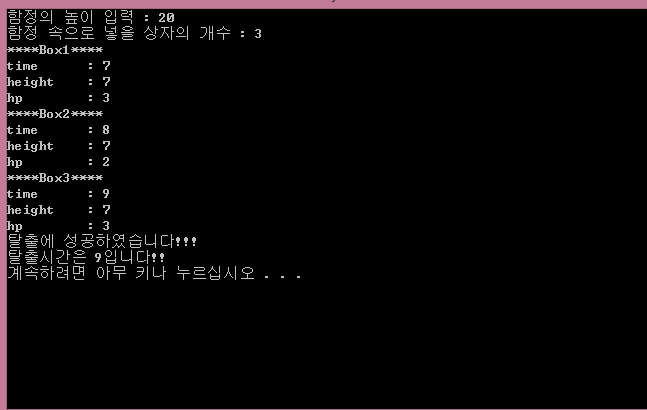 함정의 높이 입력 : 20
함정 속으로 넣을 상자의 개수 : 3
****Box1****
time : 7
height : 7
hp : 3
****Box2****
time : 8
height : 7
hp : 2
****Box3****
time : 9
height : 7
hp : 3
탈출에 성공하였습니다!!!
탈출시간은 9입니다!!
계속하려면 아무 키나 누르십시오 . . .